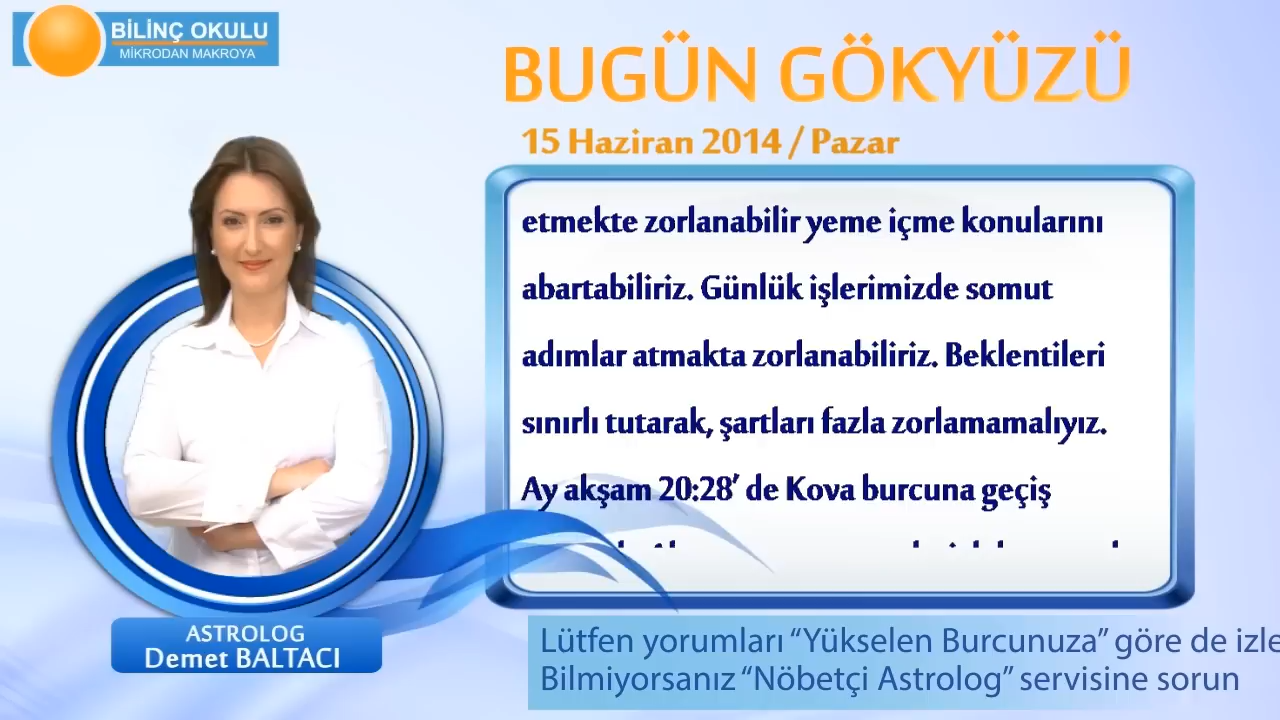 BİLİNÇ OKULU
MİKRODAN MAKROYA
BUGÜN GÖKYÜZÜ
15 Haziran 2014 / Pazar
etmekte zorlanabilir yeme içme konularını
abartabiliriz. Günlük işlerimizde somut
adımlar atmakta zorlanabiliriz. Beklentileri
sınırlı tutarak, şartları fazla zorlamamalıyız.
Ay akşam 20:28’ de Kova burcuna geçiş
ASTROLOG
Demet BALTACI
Lütfen yorumları “Yükselen Burcunuza” göre de izle
Bilmiyorsanız “Nöbetçi Astrolog” servisine sorun